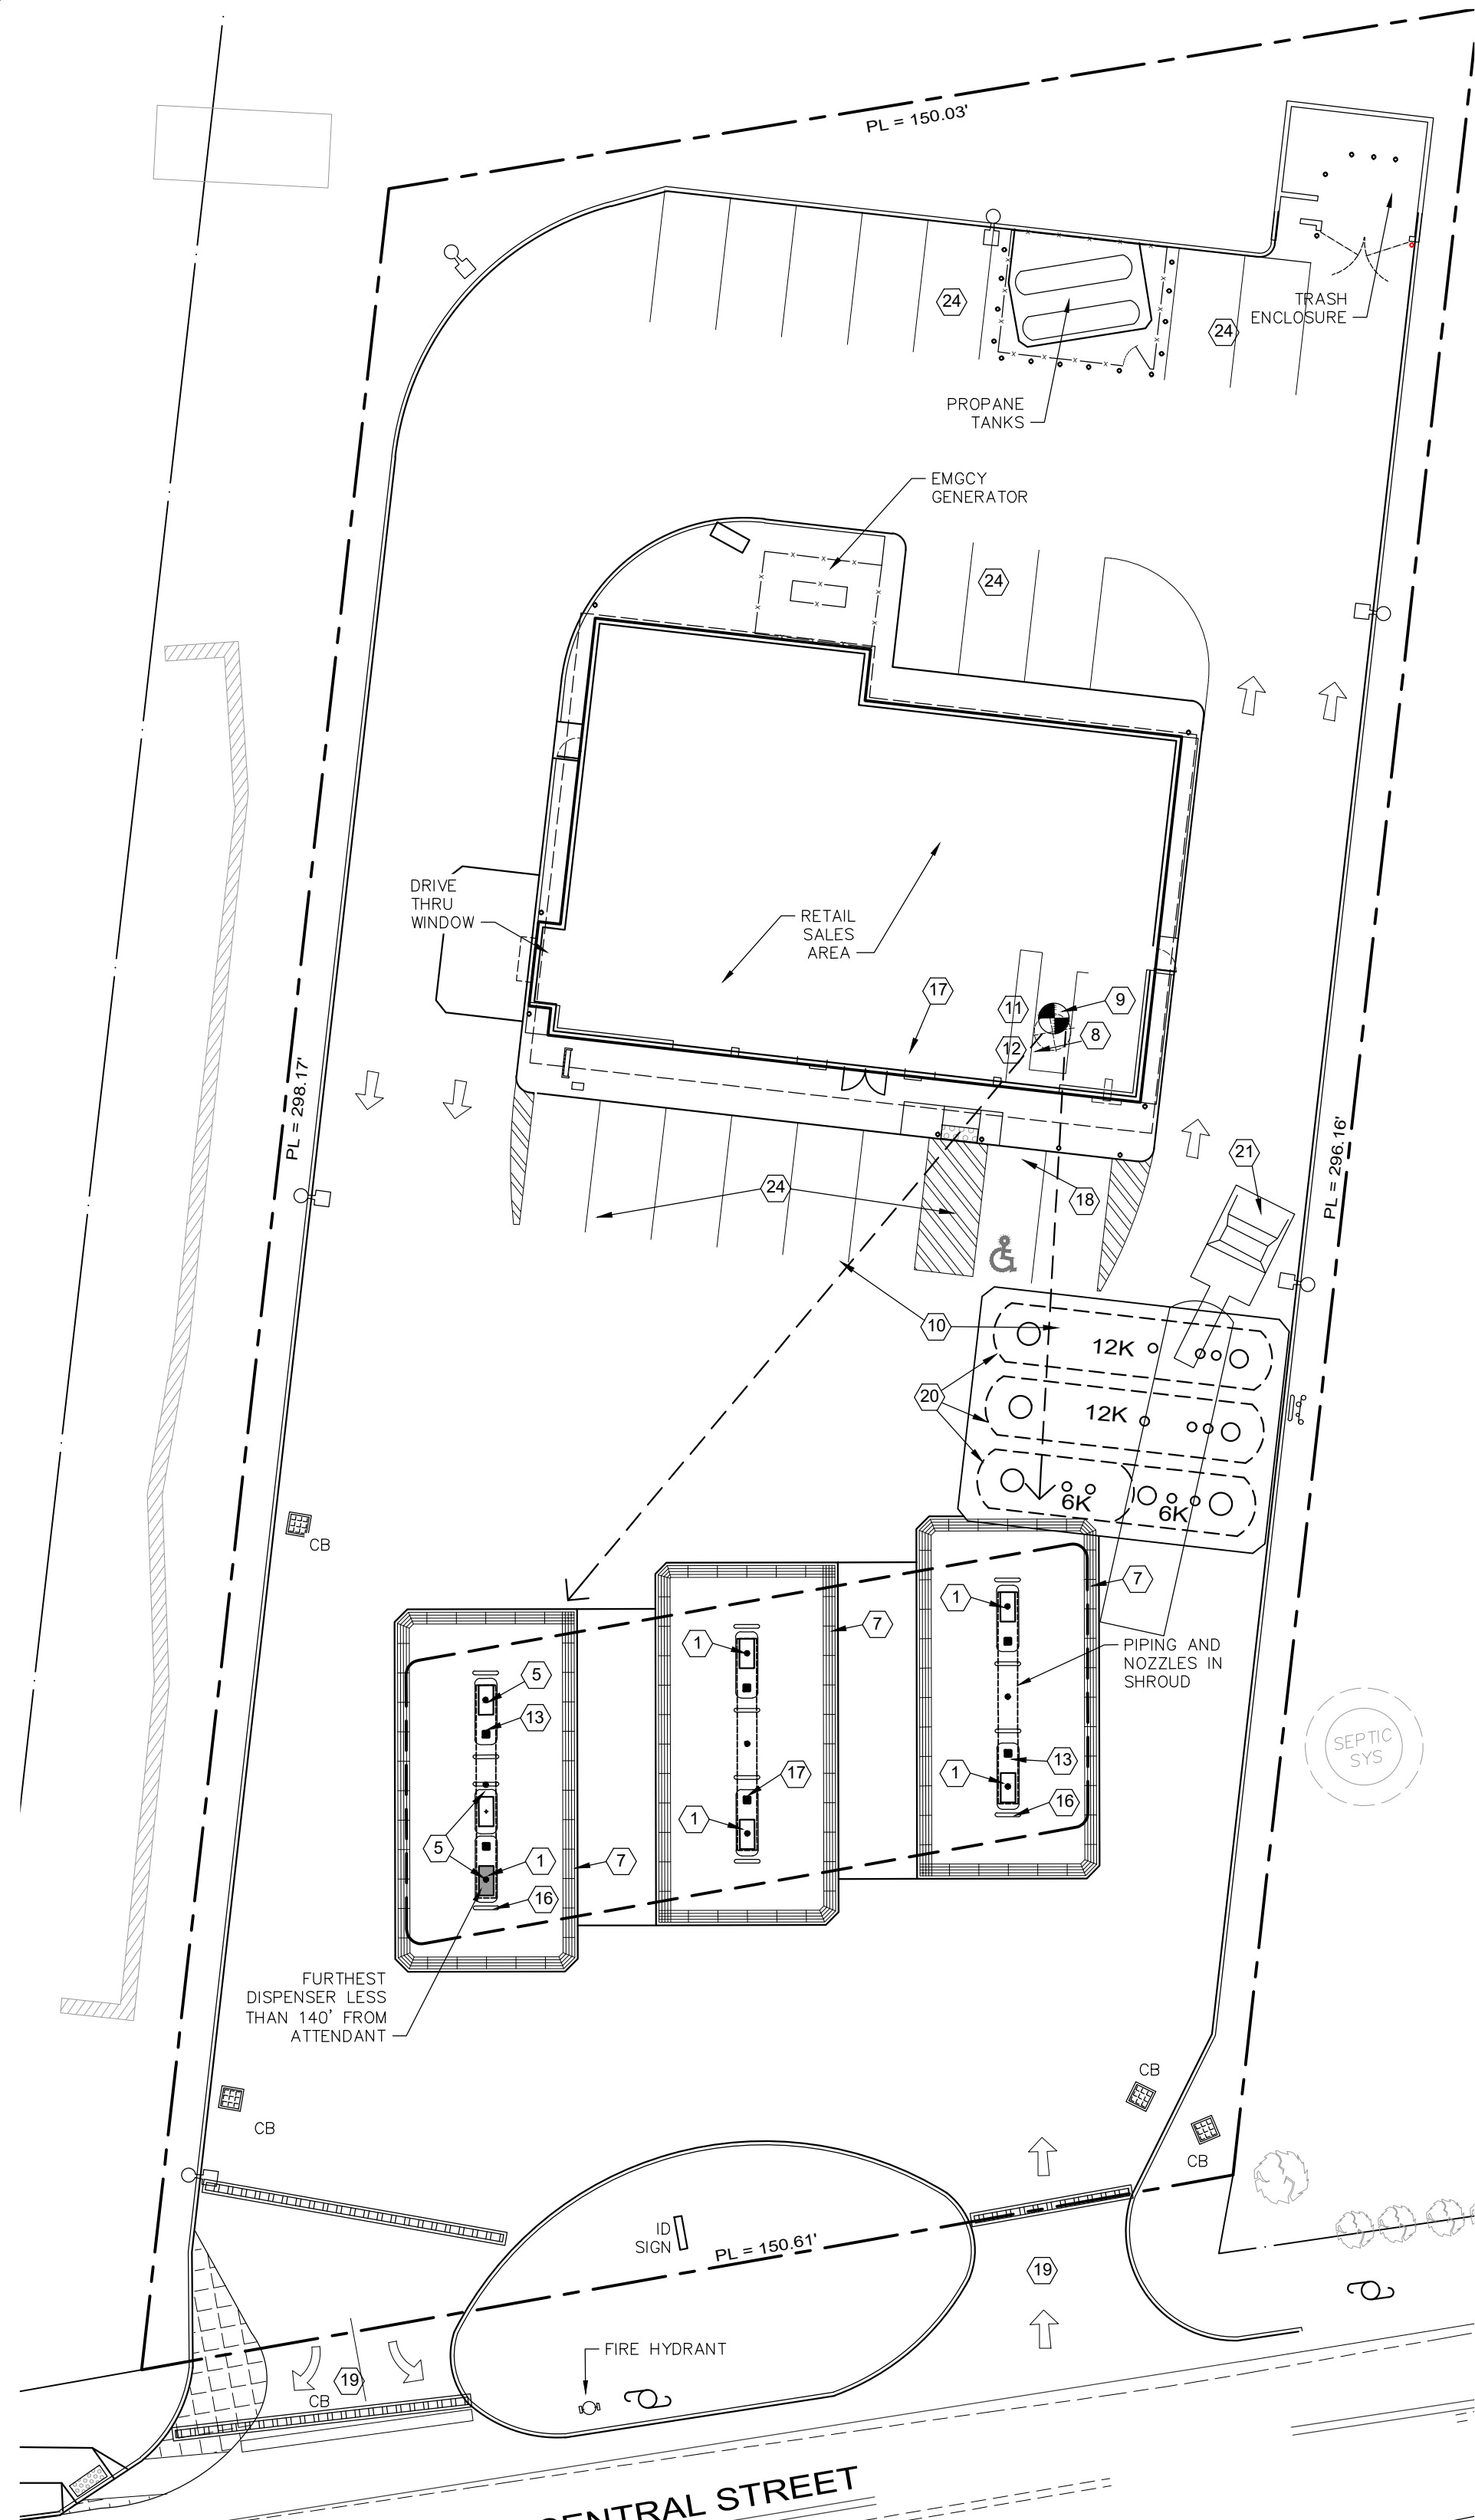 PL = 150.03'
24
24
TRASH
ENCLOSURE
PROPANE
TANKS
EMGCY
GENERATOR
24
DRIVE
THRU
WINDOW
RETAIL
SALES
AREA
17
11
9
12
8
PL = 298.17'
PL = 296.16'
21
24
18
10
12K
20
12K
6K
6K
CB
7
1
7
1
PIPING AND
NOZZLES IN
SHROUD
5
13
SEPTIC
SYS
13
1
17
16
1
5
1
7
16
FURTHEST
DISPENSER LESS
THAN 140' FROM
ATTENDANT
CB
CB
CB
ID
SIGN
PL = 150.61'
19
FIRE HYDRANT
19
CB
CENTRAL STREET